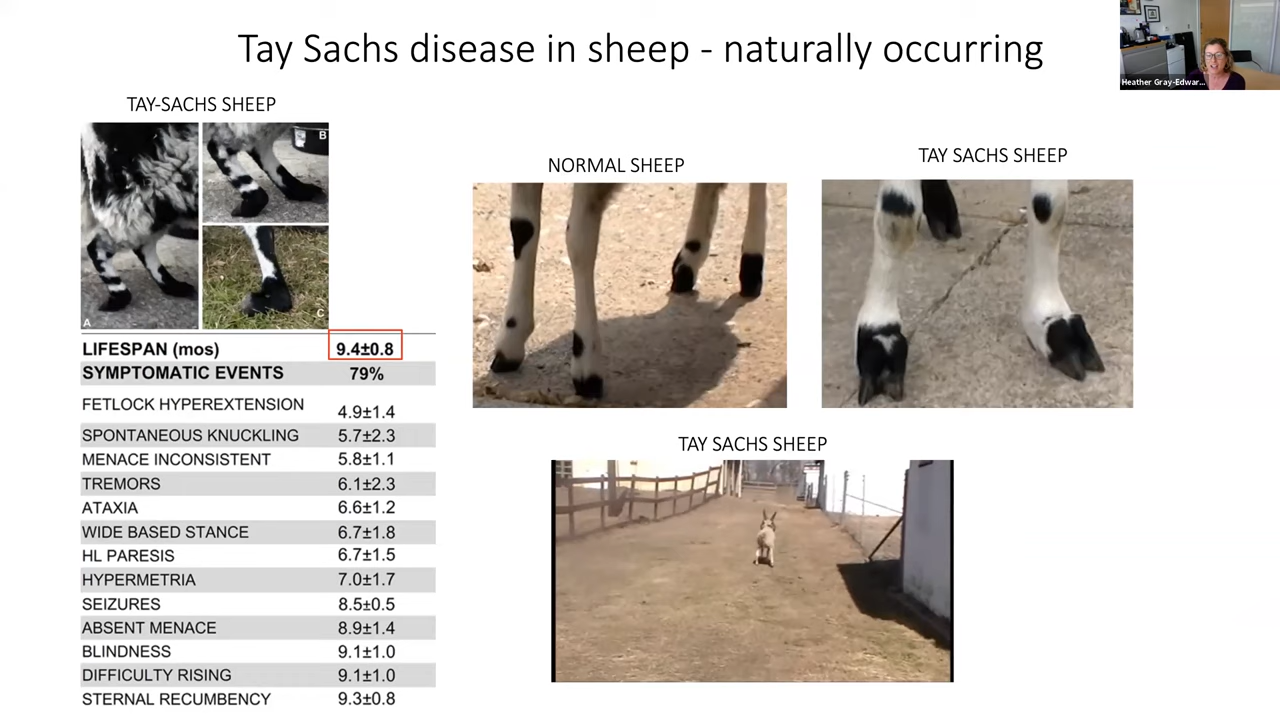 Tay Sachs disease in sheep - naturally occurring
Heather Gray-Edwar...
TAY-SACHS SHEEP
B
A
C
LIFESPAN (mos) 9.4±0.8
SYMPTOMATIC EVENTS 79%
FETLOCK HYPEREXTENSION 4.9±1.4
SPONTANEOUS KNUCKLING 5.7±2.3
MENACE INCONSISTENT 5.8±1.1
TREMORS 6.1±2.3
ATAXIA 6.6±1.2
WIDE BASED STANCE 6.7±1.8
HL PARESIS 6.7±1.5
HYPERMETRIA 7.0±1.7
SEIZURES 8.5±0.5
ABSENT MENACE 8.9±1.4
BLINDNESS 9.1±1.0
DIFFICULTY RISING 9.1±1.0
STERNAL RECUMBENCY 9.3±0.8
NORMAL SHEEP
TAY SACHS SHEEP
TAY SACHS SHEEP